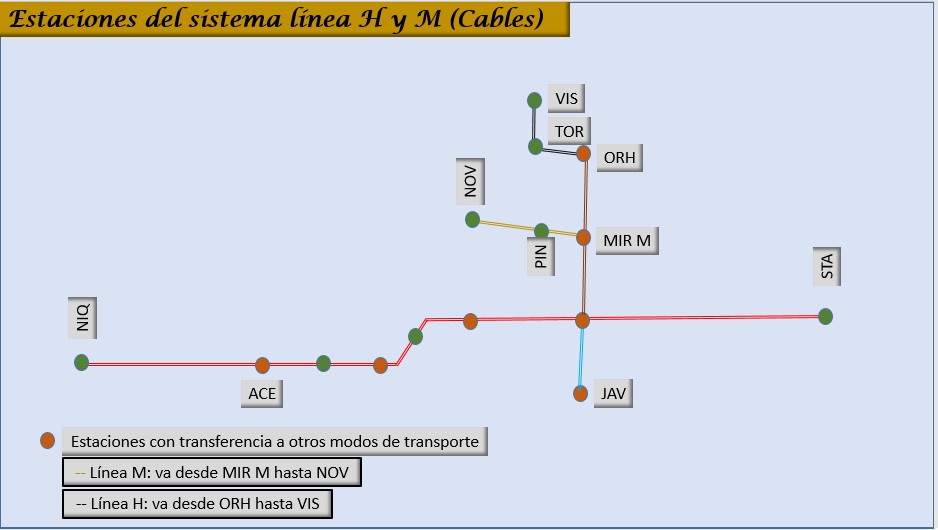 Estaciones del sistema línea H y M (Cables)
VIS
TOR
ORH
NOV
MIR M
PIN
STA
NIQ
ACE
JAV
Estaciones con transferencia a otros modos de transporte
-- Línea M: va desde MIR M hasta NOV
-- Línea H: va desde ORH hasta VIS